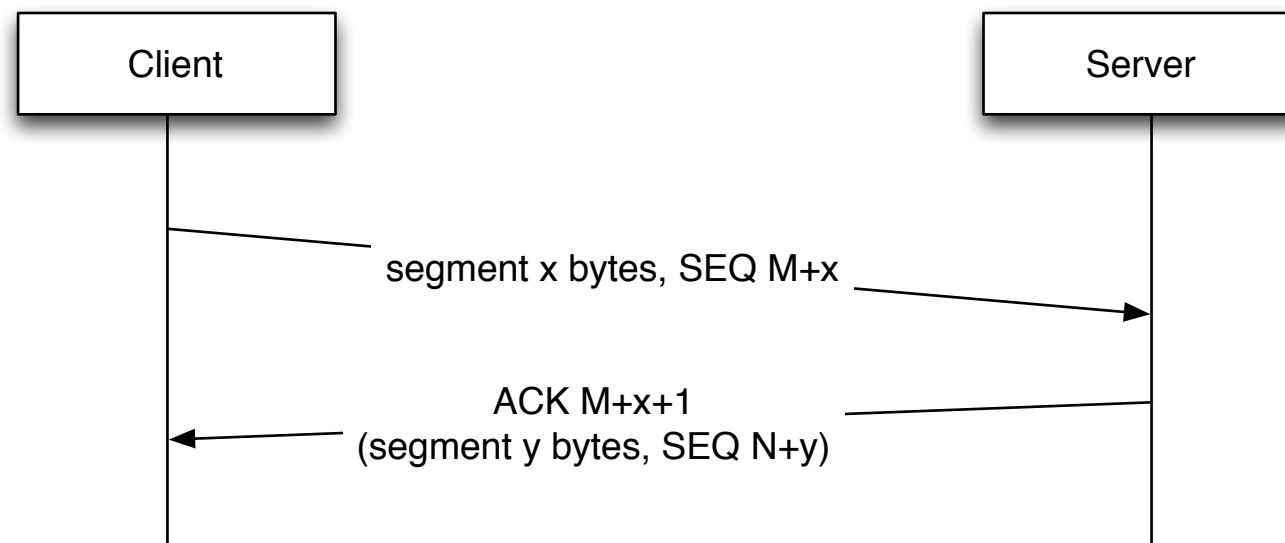 Client
Server
segment x bytes, SEQ M+x
ACK M+x+1
(segment y bytes, SEQ N+y)